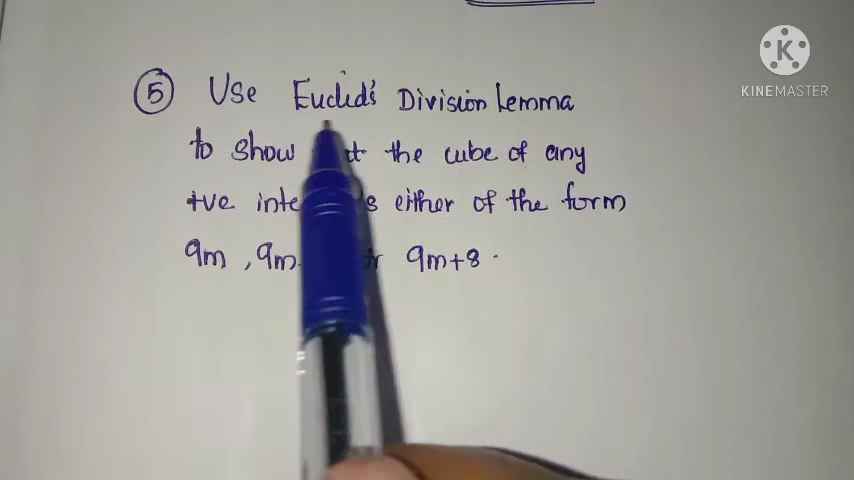 ⑤ Use Euclid's Division Lemma
to show the cube of any
+ve either of the form
9m , 9m 9m+8 .
K
KINEMASTER